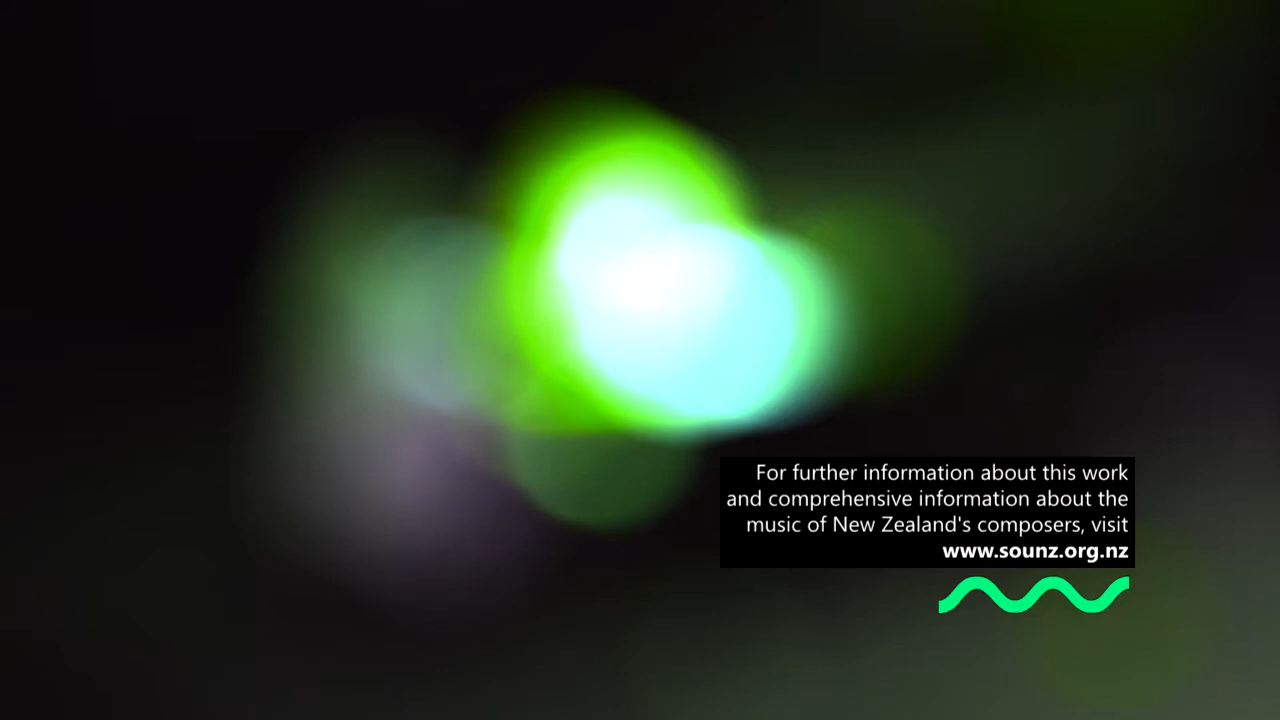 For further information about this work
and comprehensive information about the
music of New Zealand's composers, visit
www.sounz.org.nz